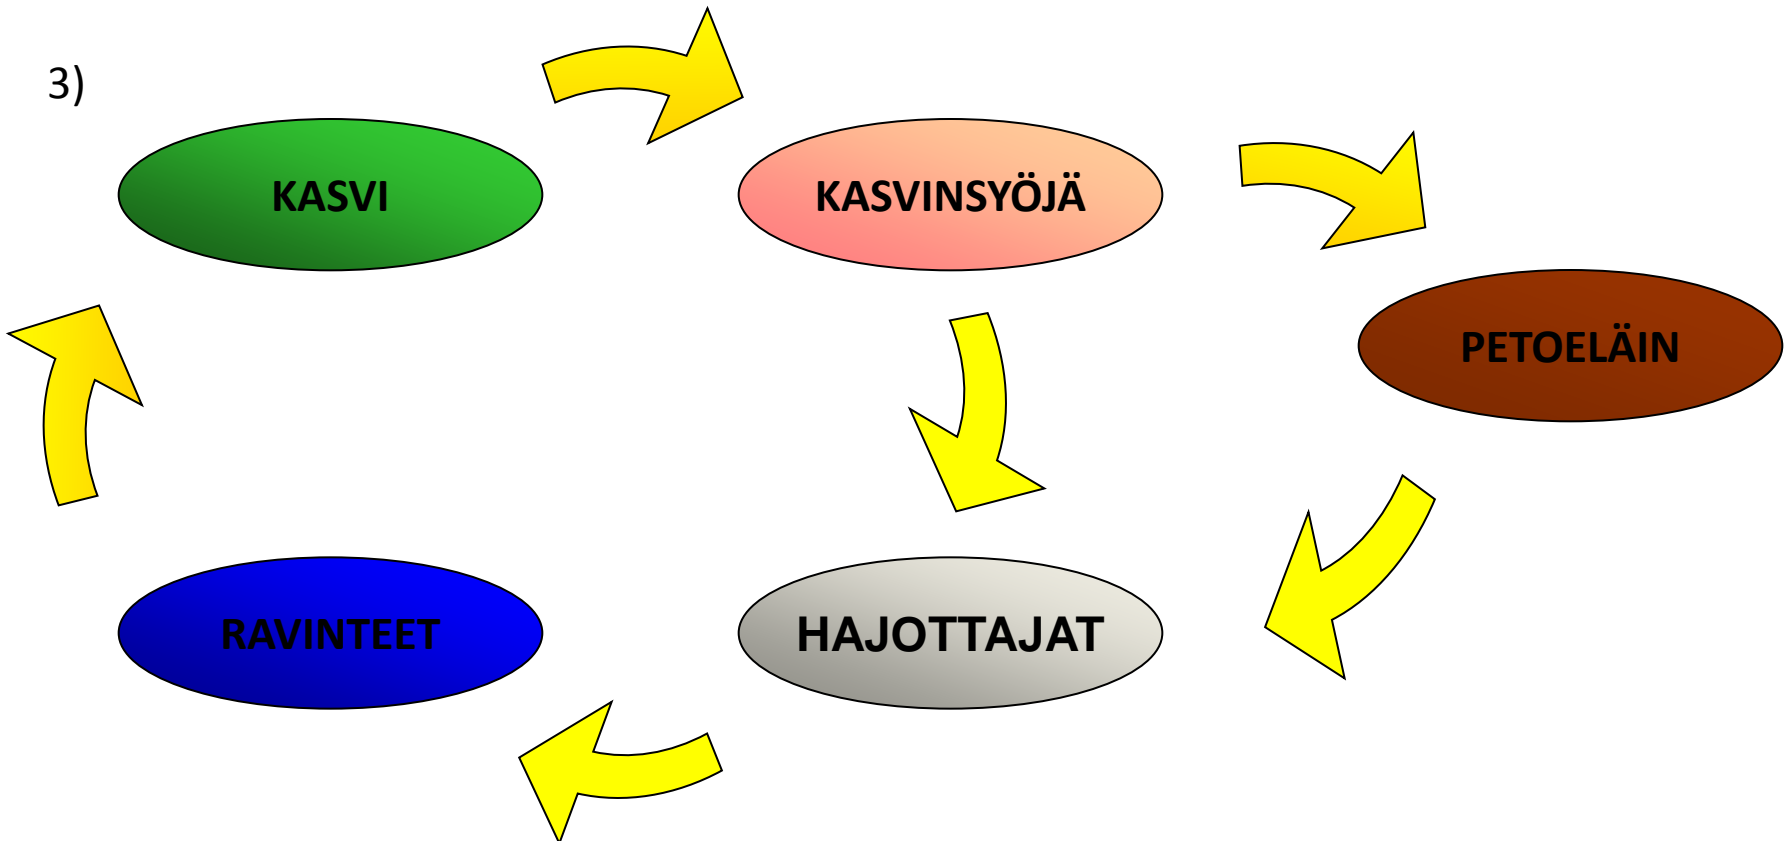 3)
KASVI
KASVINSYÖJÄ
PETOELÄIN
RAVINTEET
HAJOTTAJAT